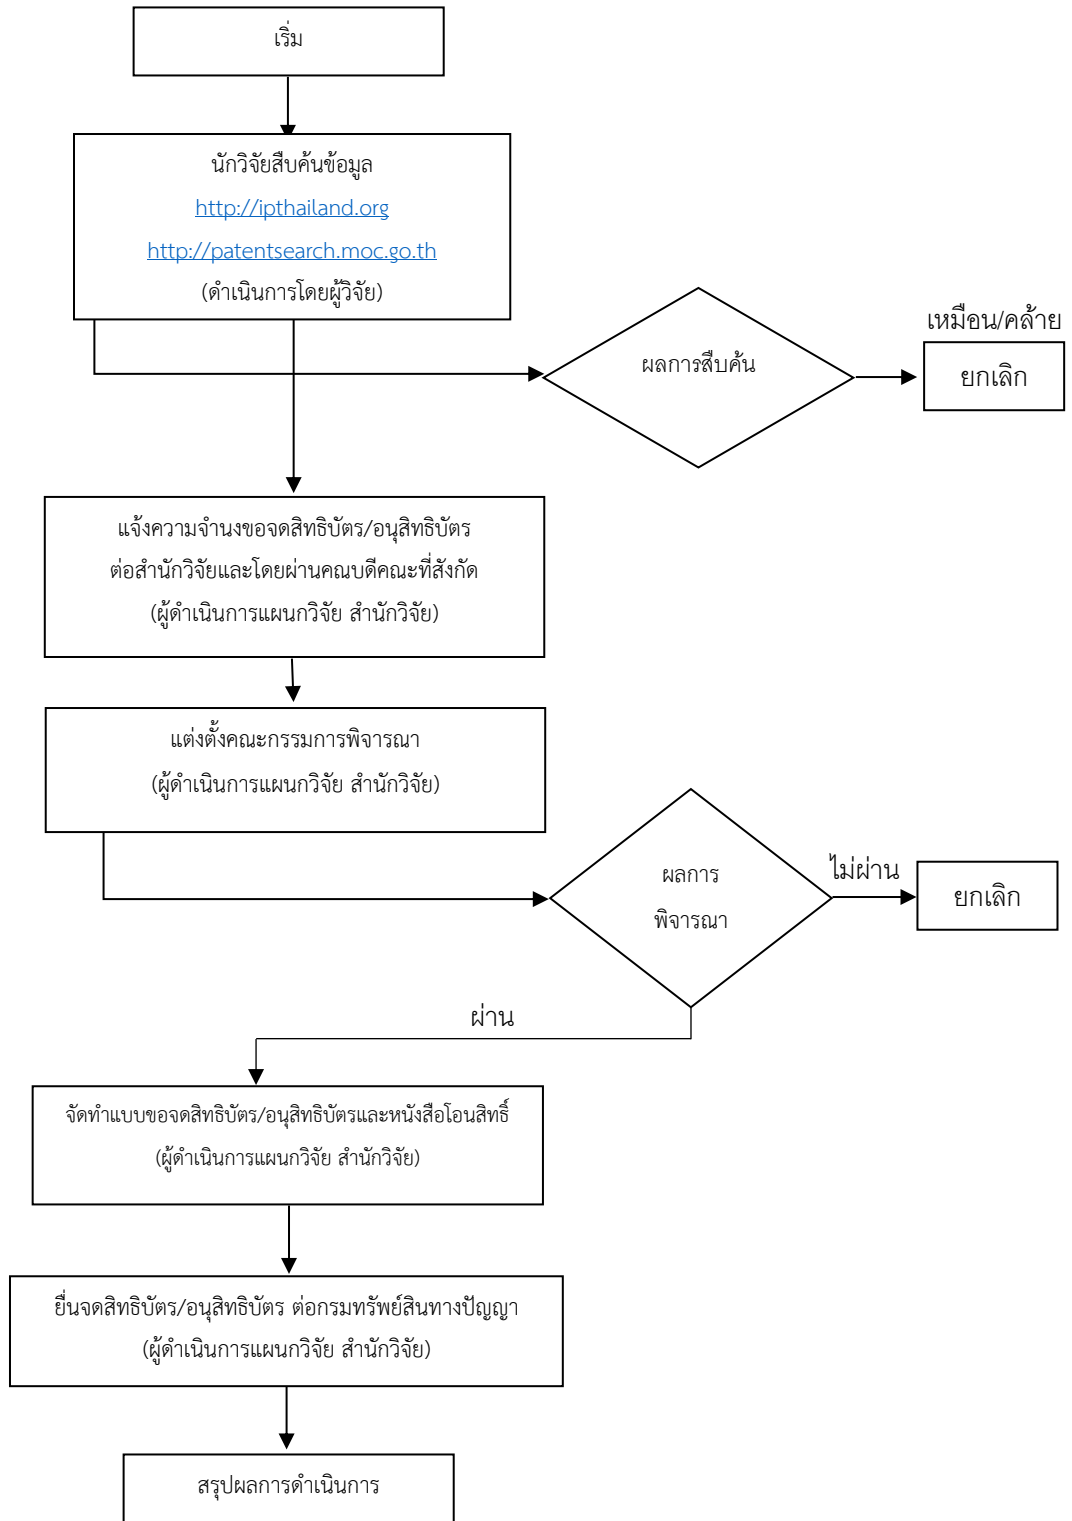 เริ่ม
นักวิจัยสืบค้นข้อมูล
http://ipthailand.org
http://patentsearch.moc.go.th
(ดำเนินการโดยผู้วิจัย)
ผลการสืบค้น
เหมือน/คล้าย
ยกเลิก
แจ้งความจำนงขอจดสิทธิบัตร/อนุสิทธิบัตร
ต่อสำนักวิจัยและโดยผ่านคณบดีคณะที่สังกัด
(ผู้ดำเนินการแผนกวิจัย สำนักวิจัย)
แต่งตั้งคณะกรรมการพิจารณา
(ผู้ดำเนินการแผนกวิจัย สำนักวิจัย)
ผลการ
พิจารณา
ไม่ผ่าน
ยกเลิก
ผ่าน
จัดทำแบบขอจดสิทธิบัตร/อนุสิทธิบัตรและหนังสือโอนสิทธิ์
(ผู้ดำเนินการแผนกวิจัย สำนักวิจัย)
ยื่นจดสิทธิบัตร/อนุสิทธิบัตร ต่อกรมทรัพย์สินทางปัญญา
(ผู้ดำเนินการแผนกวิจัย สำนักวิจัย)
สรุปผลการดำเนินการ